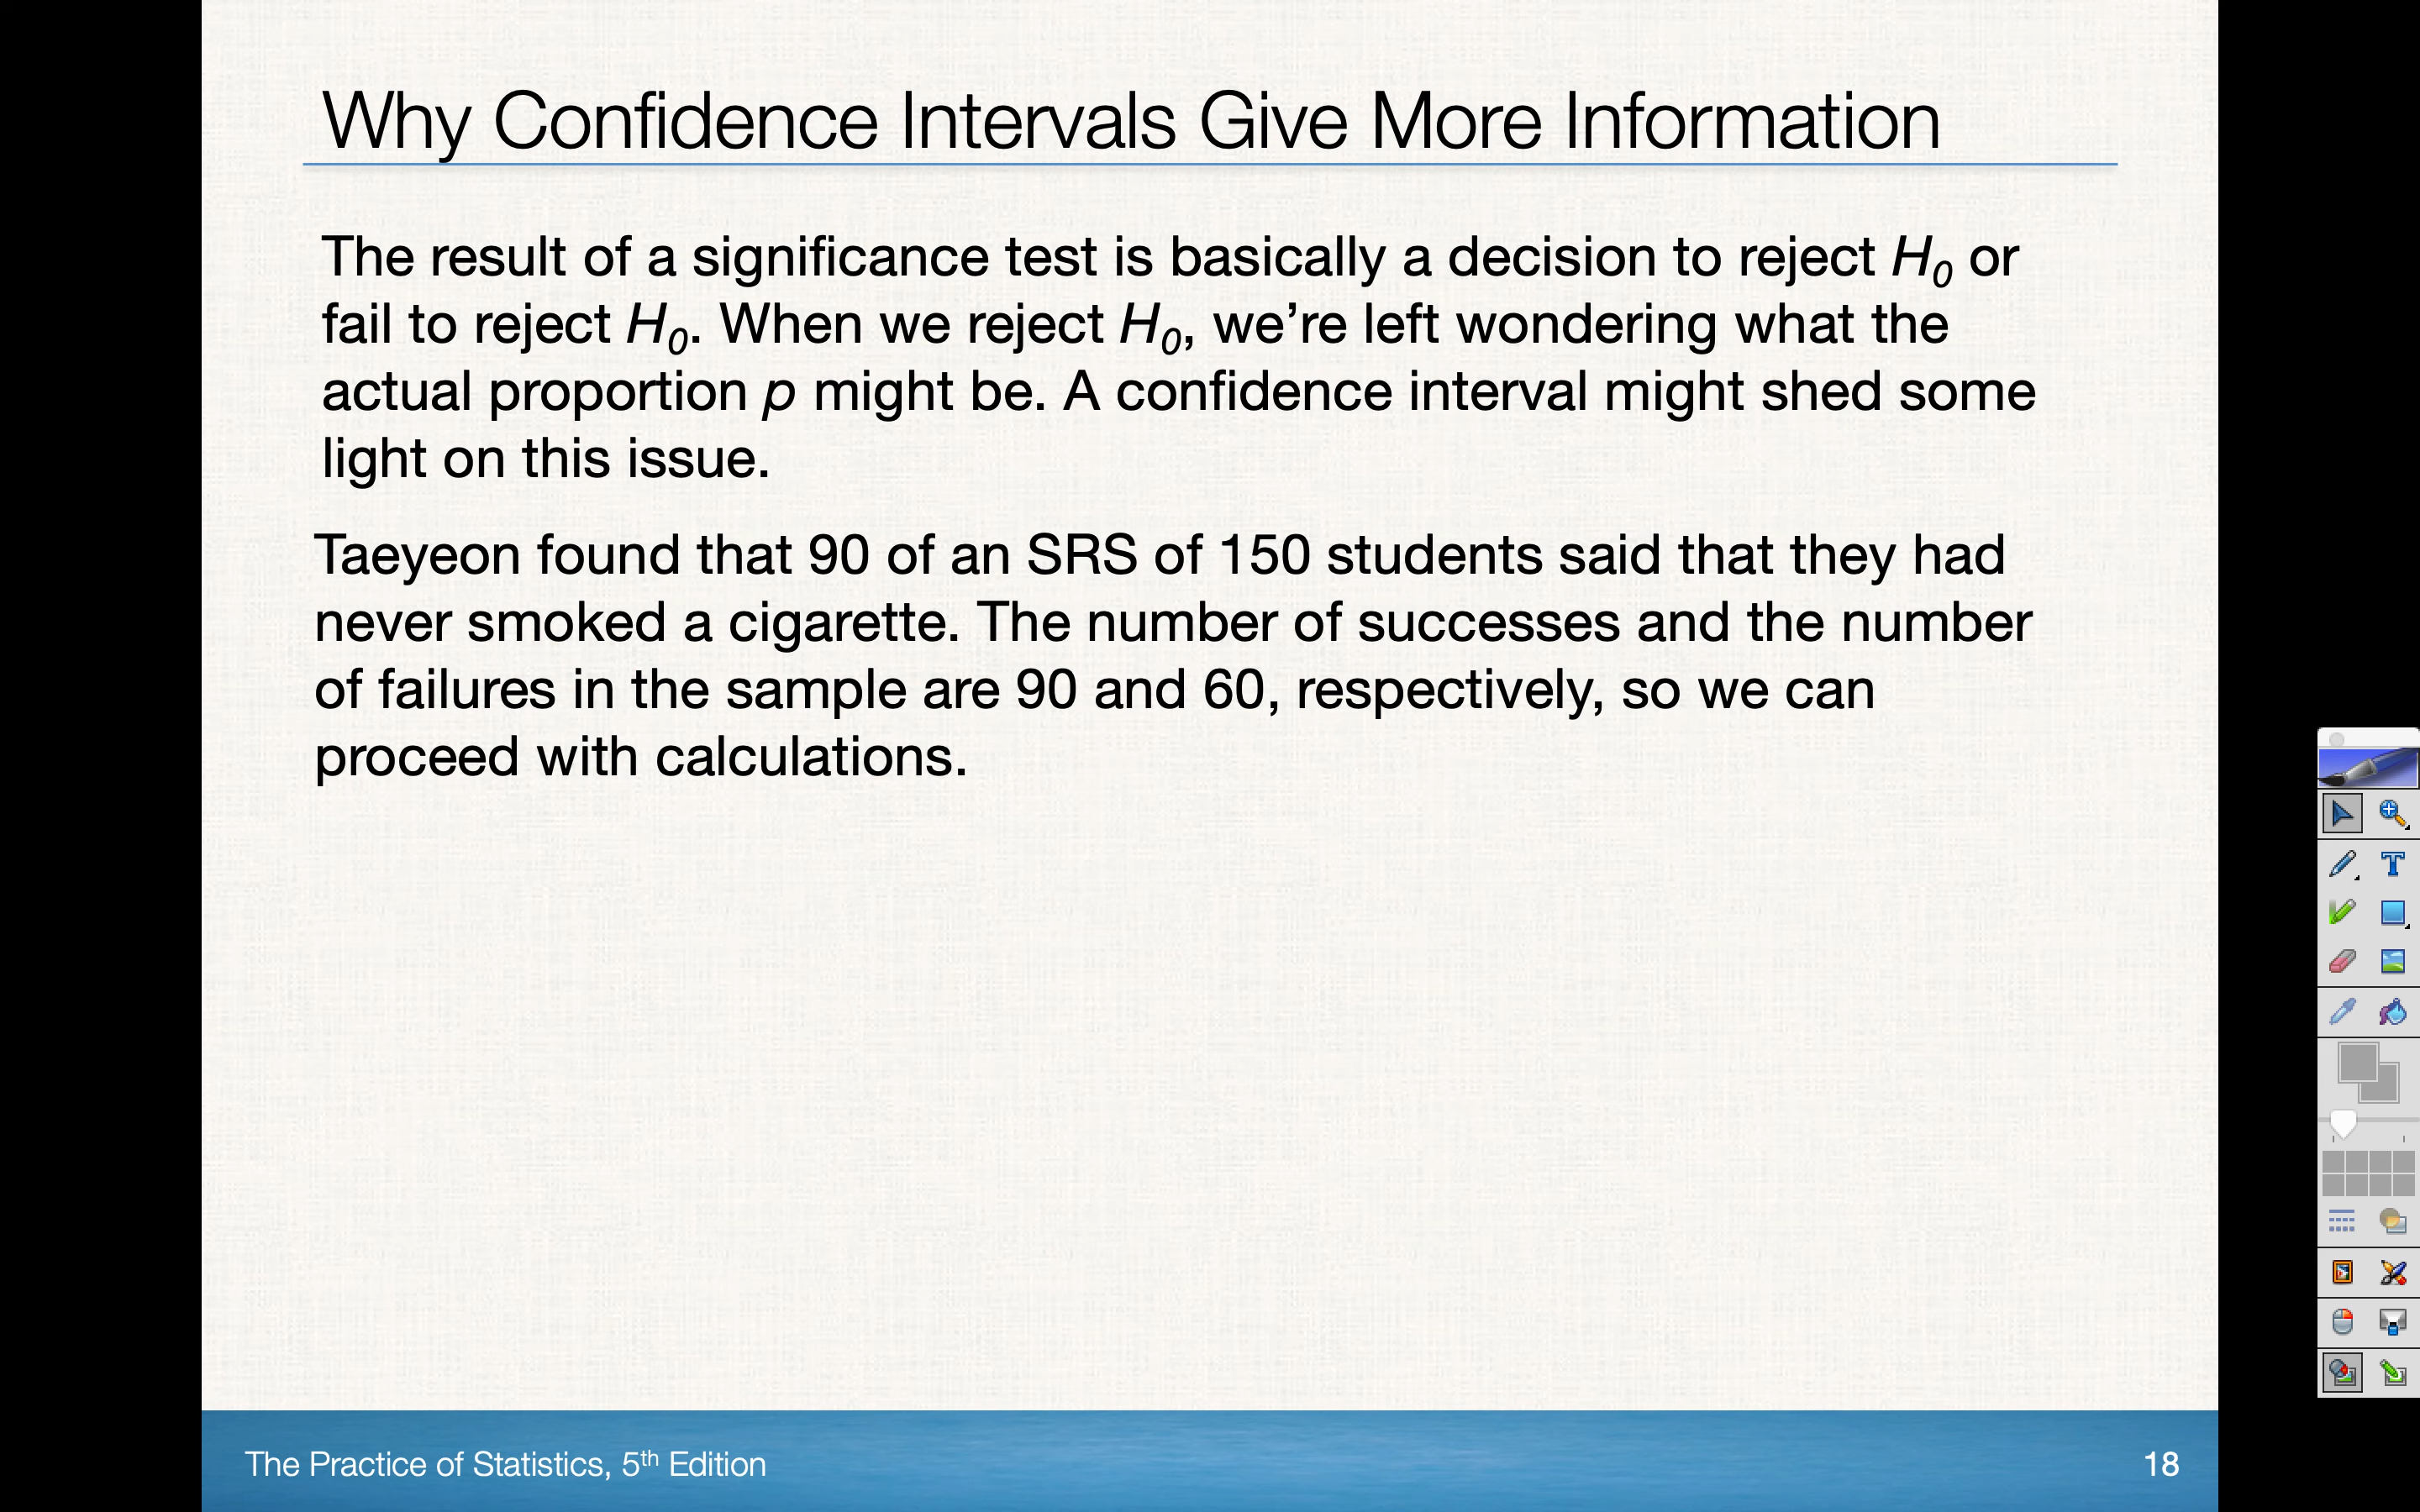 Why Confidence Intervals Give More Information
The result of a significance test is basically a decision to reject H₀ or
fail to reject H₀. When we reject H₀, we’re left wondering what the
actual proportion p might be. A confidence interval might shed some
light on this issue.
Taeyeon found that 90 of an SRS of 150 students said that they had
never smoked a cigarette. The number of successes and the number
of failures in the sample are 90 and 60, respectively, so we can
proceed with calculations.
The Practice of Statistics, 5th Edition
18